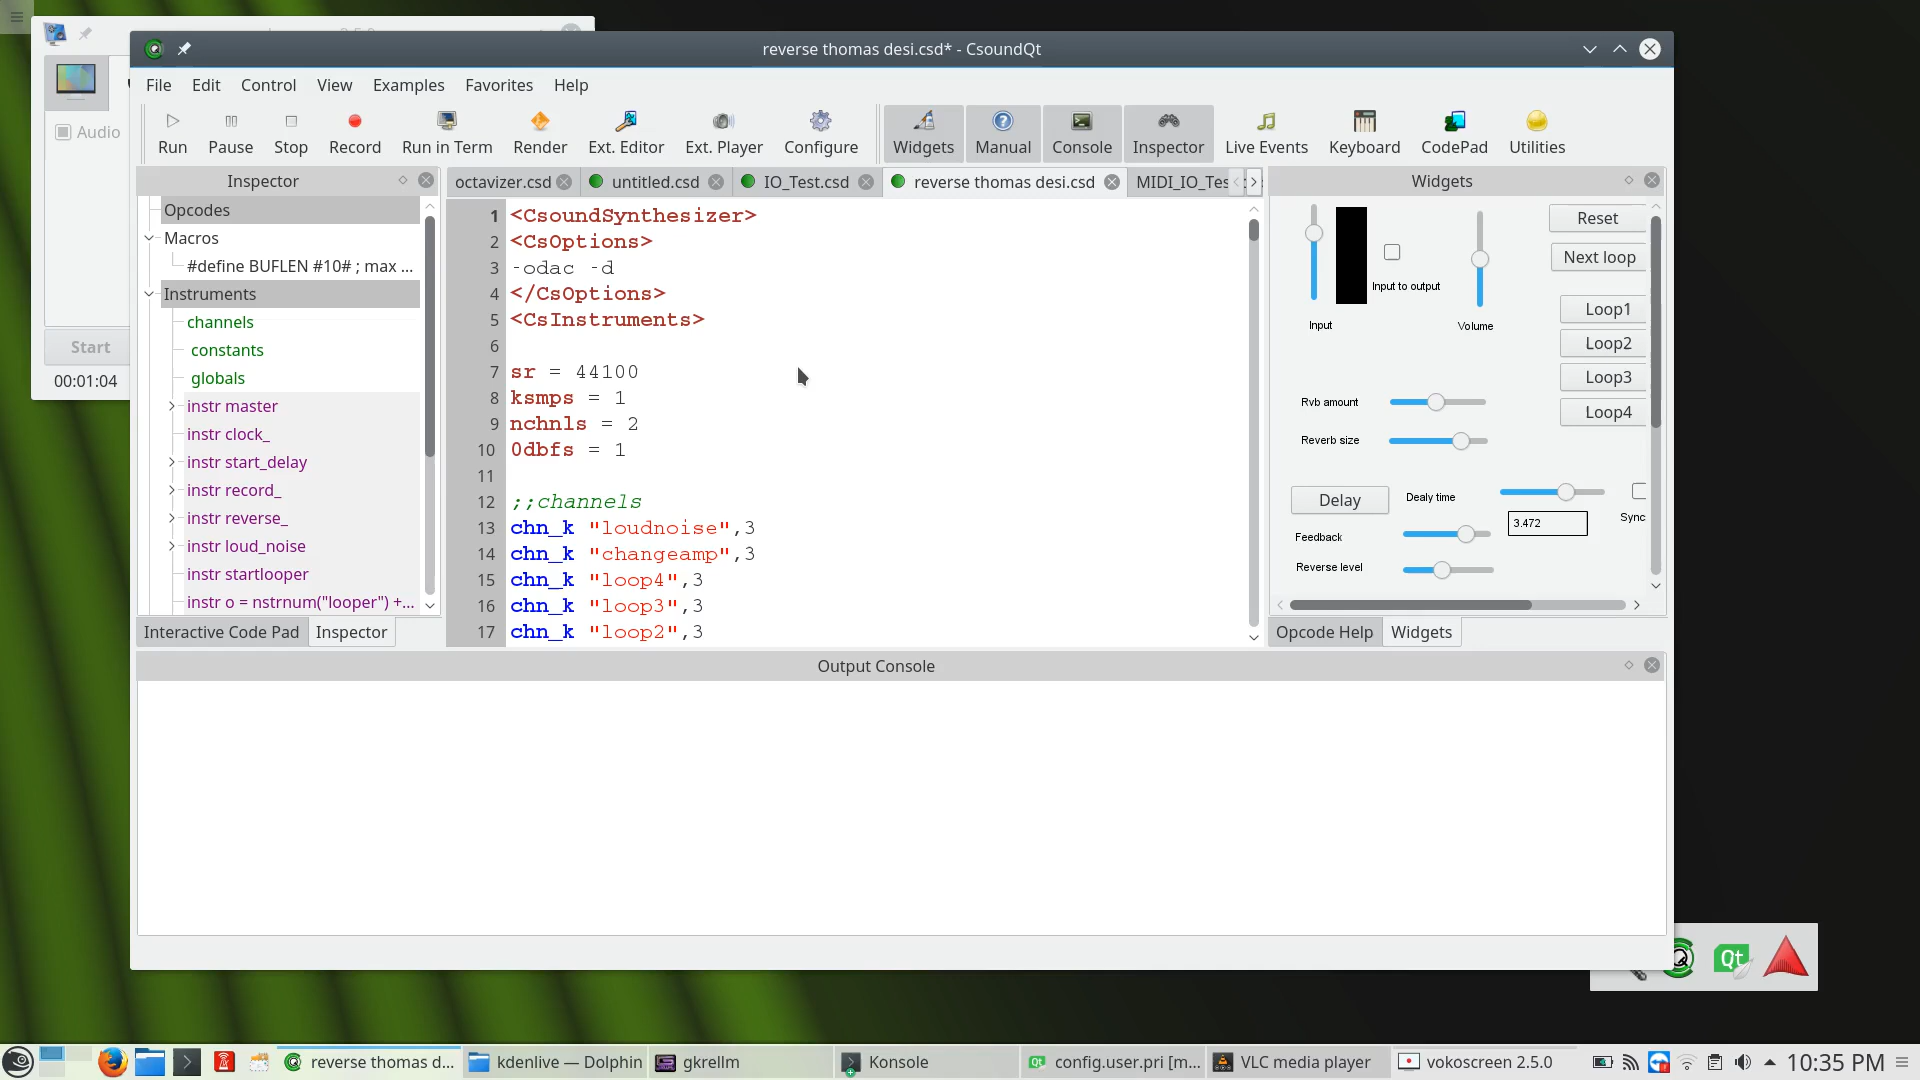 reverse thomas desi.csd* - CsoundQt
File Edit Control View Examples Favorites Help
Run Pause Stop Record Run in Term Render Ext. Editor Ext. Player Configure Widgets Manual Console Inspector Live Events Keyboard CodePad Utilities
Audio
Start
00:01:04
Inspector
Opcodes
Macros
#define BUFLEN #10# ; max ...
Instruments
channels
constants
globals
instr master
instr clock_
instr start_delay
instr record_
instr reverse_
instr loud_noise
instr startlooper
instr o = nstrnum("looper") +...
Interactive Code Pad Inspector
octavizer.csd untitled.csd IO_Test.csd reverse thomas desi.csd MIDI_IO_Tes
1 <CsoundSynthesizer>
2 <CsOptions>
3 -odac -d
4 </CsOptions>
5 <CsInstruments>
6
7 sr = 44100
8 ksmps = 1
9 nchnls = 2
10 0dbfs = 1
11
12 ;;channels
13 chn_k "loudnoise",3
14 chn_k "changeamp",3
15 chn_k "loop4",3
16 chn_k "loop3",3
17 chn_k "loop2",3
Widgets
Reset
Next loop
Input to output
Input
Volume
Loop1
Loop2
Loop3
Loop4
Rvb amount
Reverb size
Delay
Dealy time
3.472
Sync
Feedback
Reverse level
Opcode Help Widgets
Output Console
Qt
reverse thomas d... kdenlive — Dolphin gkrellm Konsole config.user.pri [m... VLC media player vokoscreen 2.5.0 10:35 PM